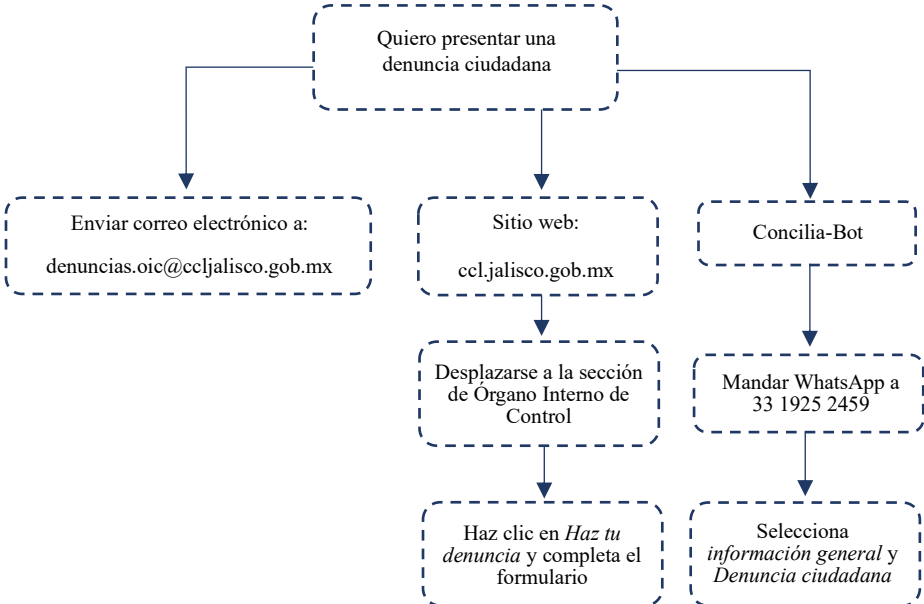 Quiero presentar una
denuncia ciudadana
Enviar correo electrónico a:
denuncias.oic@ccljalisco.gob.mx
Sitio web:
ccl.jalisco.gob.mx
Concilia-Bot
Desplazarse a la sección
de Órgano Interno de
Control
Mandar WhatsApp a
33 1925 2459
Haz clic en Haz tu
denuncia y completa el
formulario
Selecciona
información general y
Denuncia ciudadana